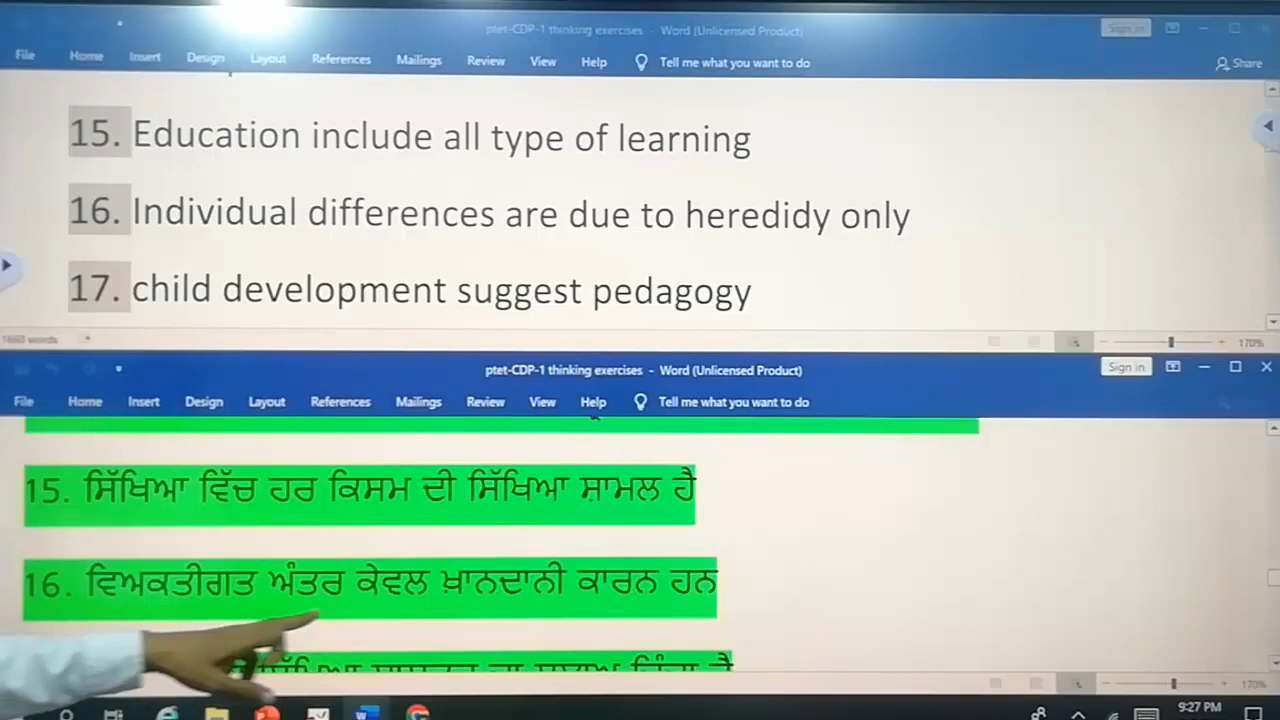 ptet-CDP-1 thinking exercises - Word (Unlicensed Product) Sign in
File Home Insert Design Layout References Mailings Review View Help Tell me what you want to do Share
15. Education include all type of learning
16. Individual differences are due to heredidy only
17. child development suggest pedagogy
1660 words 170%
ptet-CDP-1 thinking exercises - Word (Unlicensed Product) Sign in
File Home Insert Design Layout References Mailings Review View Help Tell me what you want to do
15. ਸਿੱਖਿਆ ਵਿੱਚ ਹਰ ਕਿਸਮ ਦੀ ਸਿੱਖਿਆ ਸ਼ਾਮਲ ਹੈ
16. ਵਿਅਕਤੀਗਤ ਅੰਤਰ ਕੇਵਲ ਖ਼ਾਨਦਾਨੀ ਕਾਰਨ ਹਨ
170%
9:27 PM